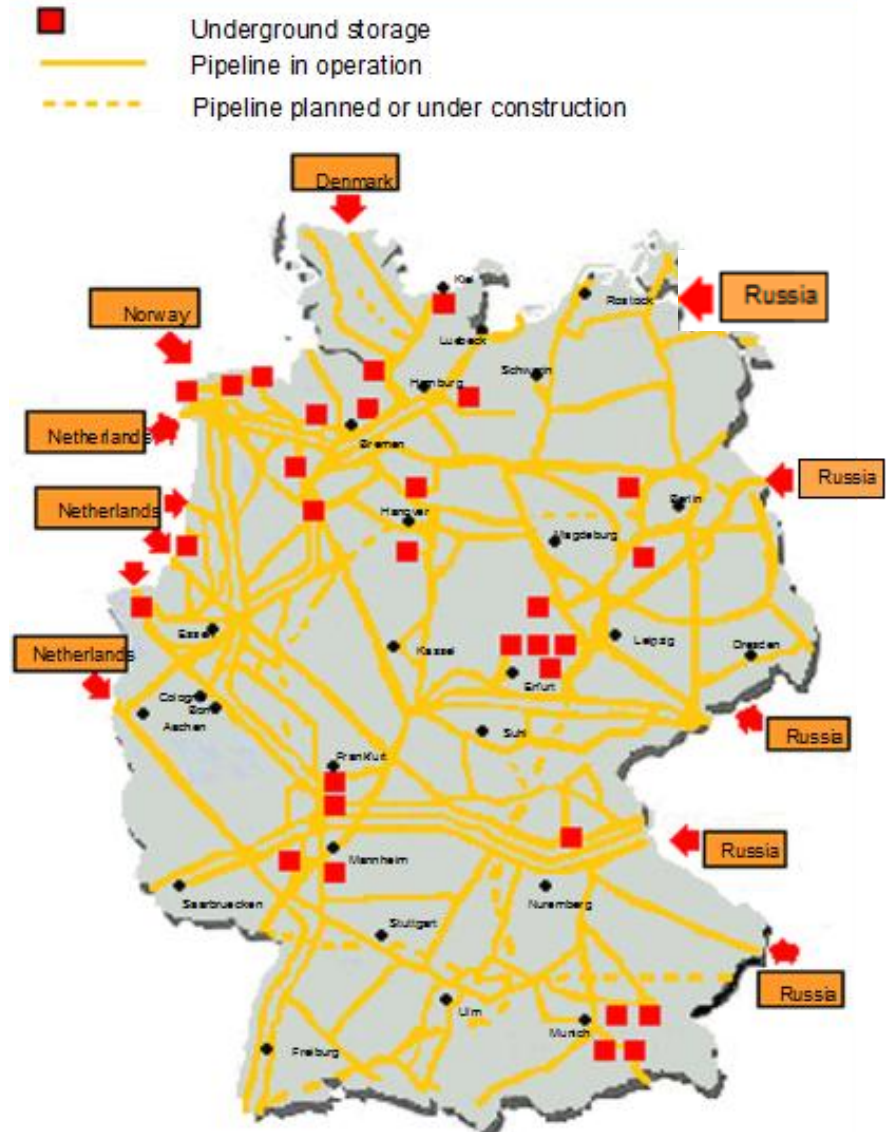 Underground storage
Pipeline in operation
Pipeline planned or under construction
Denmark
Kiel
Russia
Rostock
Norway
Luebeck
Schwerin
Hamburg
Netherlands
Bremen
Russia
Netherlands
Hanover
Berlin
Magdeburg
Essen
Kassel
Leipzig
Dresden
Netherlands
Erfurt
Cologne
Bonn
Aachen
Suhl
Russia
Frankfurt
Mannheim
Russia
Saarbruecken
Nuremberg
Stuttgart
Russia
Ulm
Munich
Freiburg